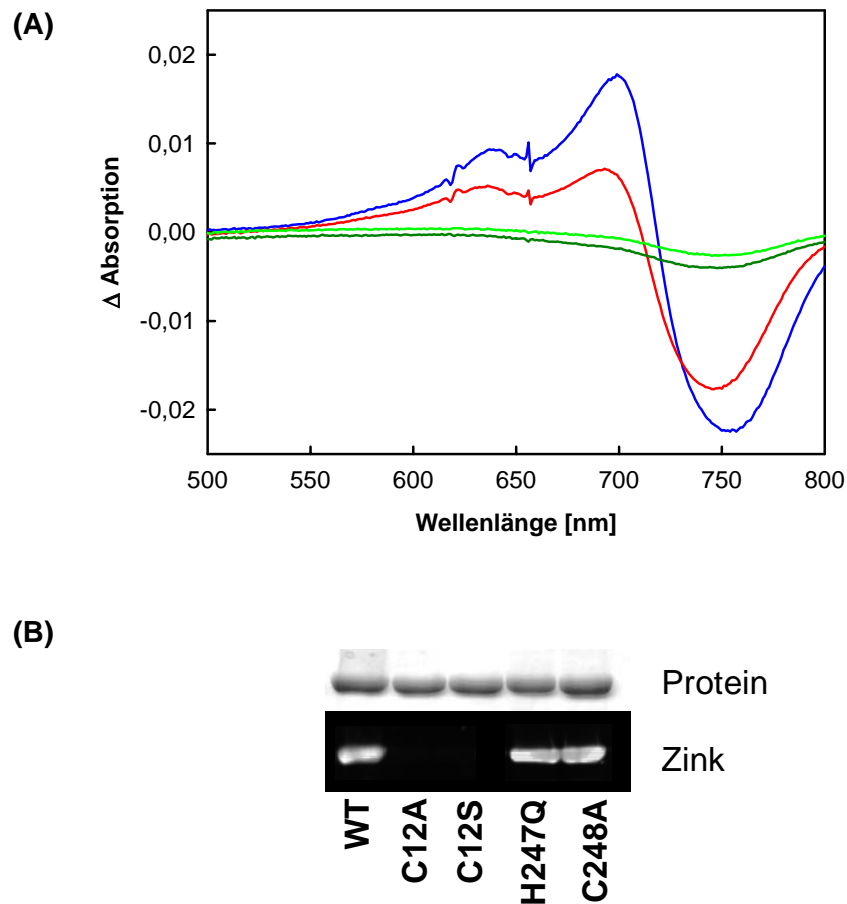 (A)
0,02
0,01
0,00
-0,01
-0,02
Δ Absorption
500 550 600 650 700 750 800
Wellenlänge [nm]
(B)
Protein
Zink
WT C12A C12S H247Q C248A